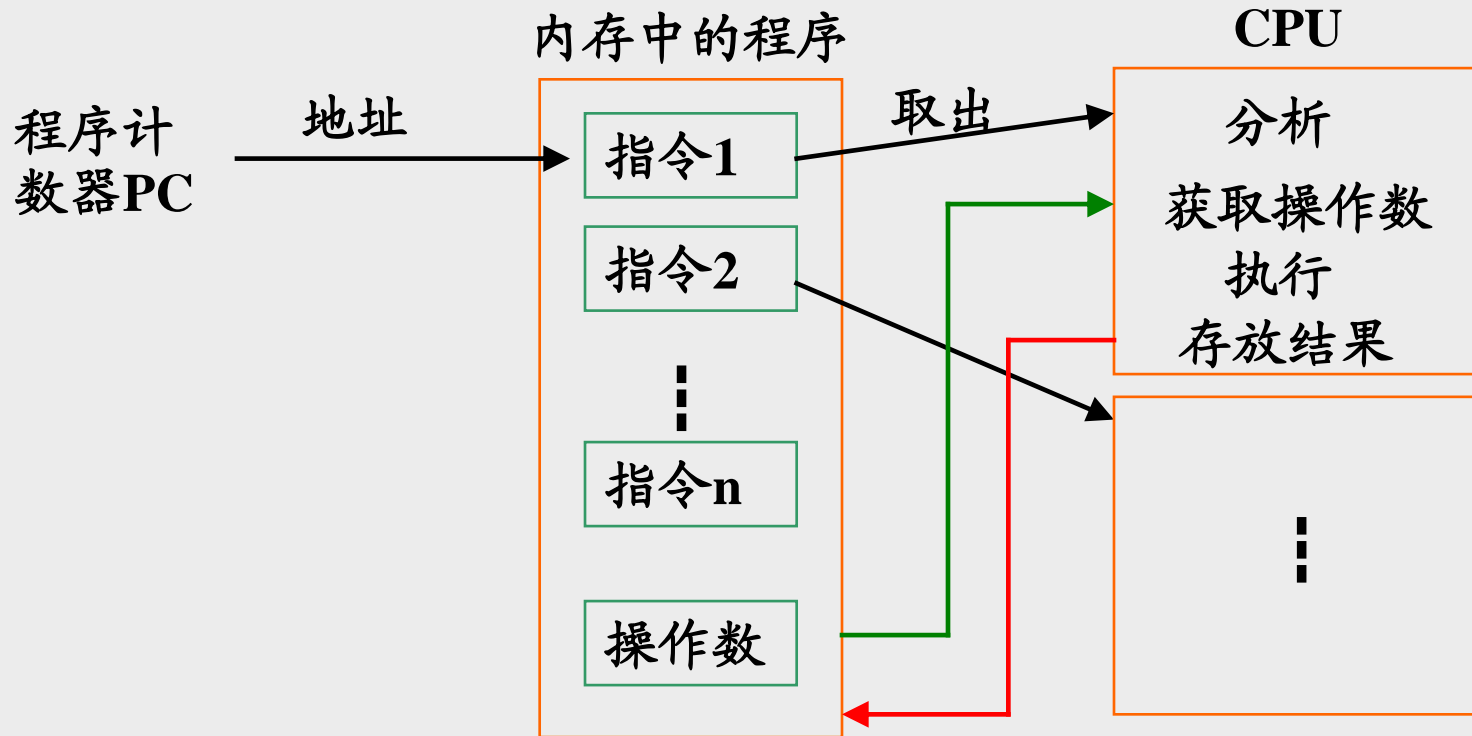 内存中的程序
CPU
程序计
数器PC
地址
指令1
取出
分析
获取操作数
指令2
执行
存放结果
指令n
操作数